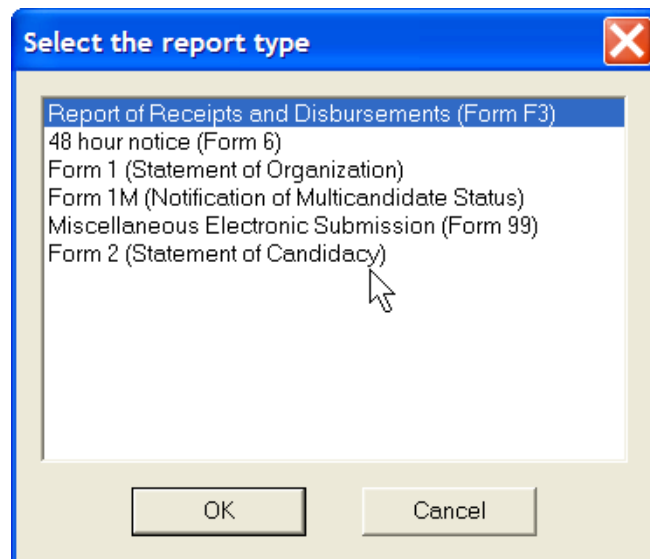 Select the report type
Report of Receipts and Disbursements (Form F3)
48 hour notice (Form 6)
Form 1 (Statement of Organization)
Form 1M (Notification of Multicandidate Status)
Miscellaneous Electronic Submission (Form 99)
Form 2 (Statement of Candidacy)
OK
Cancel